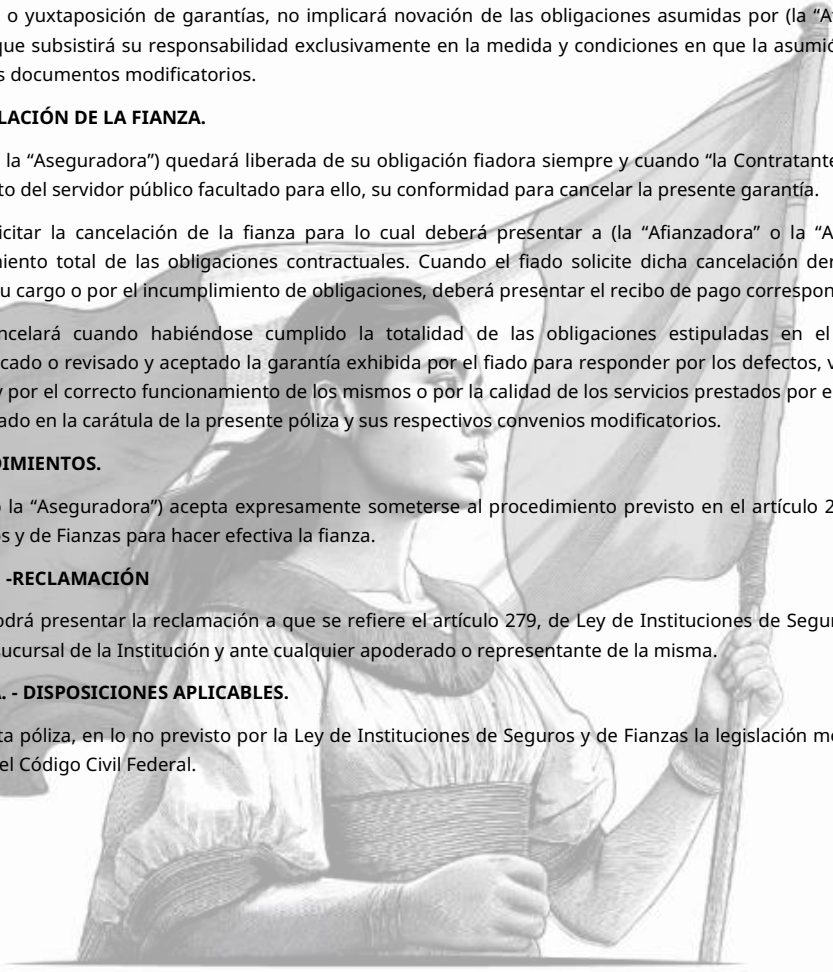 o yuxtaposición de garantías, no implicará novación de las obligaciones asumidas por (la “A
que subsistirá su responsabilidad exclusivamente en la medida y condiciones en que la asumió
s documentos modificatorios.
LACIÓN DE LA FIANZA.
la “Aseguradora”) quedará liberada de su obligación fiadora siempre y cuando “la Contratante
to del servidor público facultado para ello, su conformidad para cancelar la presente garantía.
icitar la cancelación de la fianza para lo cual deberá presentar a (la “Afianzadora” o la “A
niento total de las obligaciones contractuales. Cuando el fiado solicite dicha cancelación der
u cargo o por el incumplimiento de obligaciones, deberá presentar el recibo de pago correspon
ncelará cuando habiéndose cumplido la totalidad de las obligaciones estipuladas en el
cado o revisado y aceptado la garantía exhibida por el fiado para responder por los defectos, v
y por el correcto funcionamiento de los mismos o por la calidad de los servicios prestados por e
ado en la carátula de la presente póliza y sus respectivos convenios modificatorios.
DIMIENTOS.
o la “Aseguradora”) acepta expresamente someterse al procedimiento previsto en el artículo 2
os y de Fianzas para hacer efectiva la fianza.
-RECLAMACIÓN
odrá presentar la reclamación a que se refiere el artículo 279, de Ley de Instituciones de Segu
sucursal de la Institución y ante cualquier apoderado o representante de la misma.
A. - DISPOSICIONES APLICABLES.
ta póliza, en lo no previsto por la Ley de Instituciones de Seguros y de Fianzas la legislación me
el Código Civil Federal.